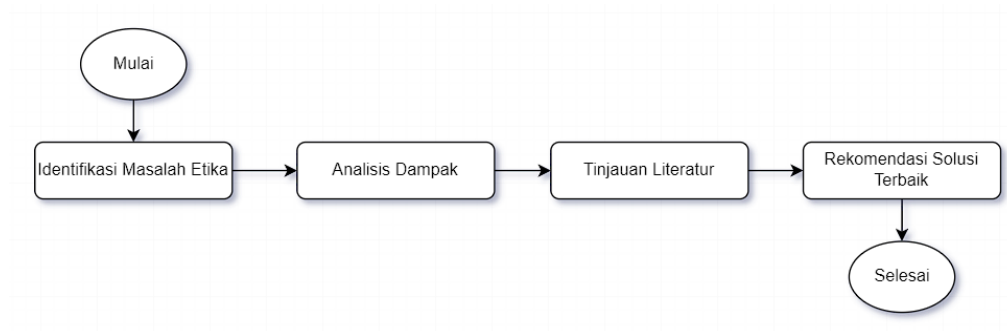 Mulai
Identifikasi Masalah Etika
Analisis Dampak
Tinjauan Literatur
Rekomendasi Solusi
Terbaik
Selesai